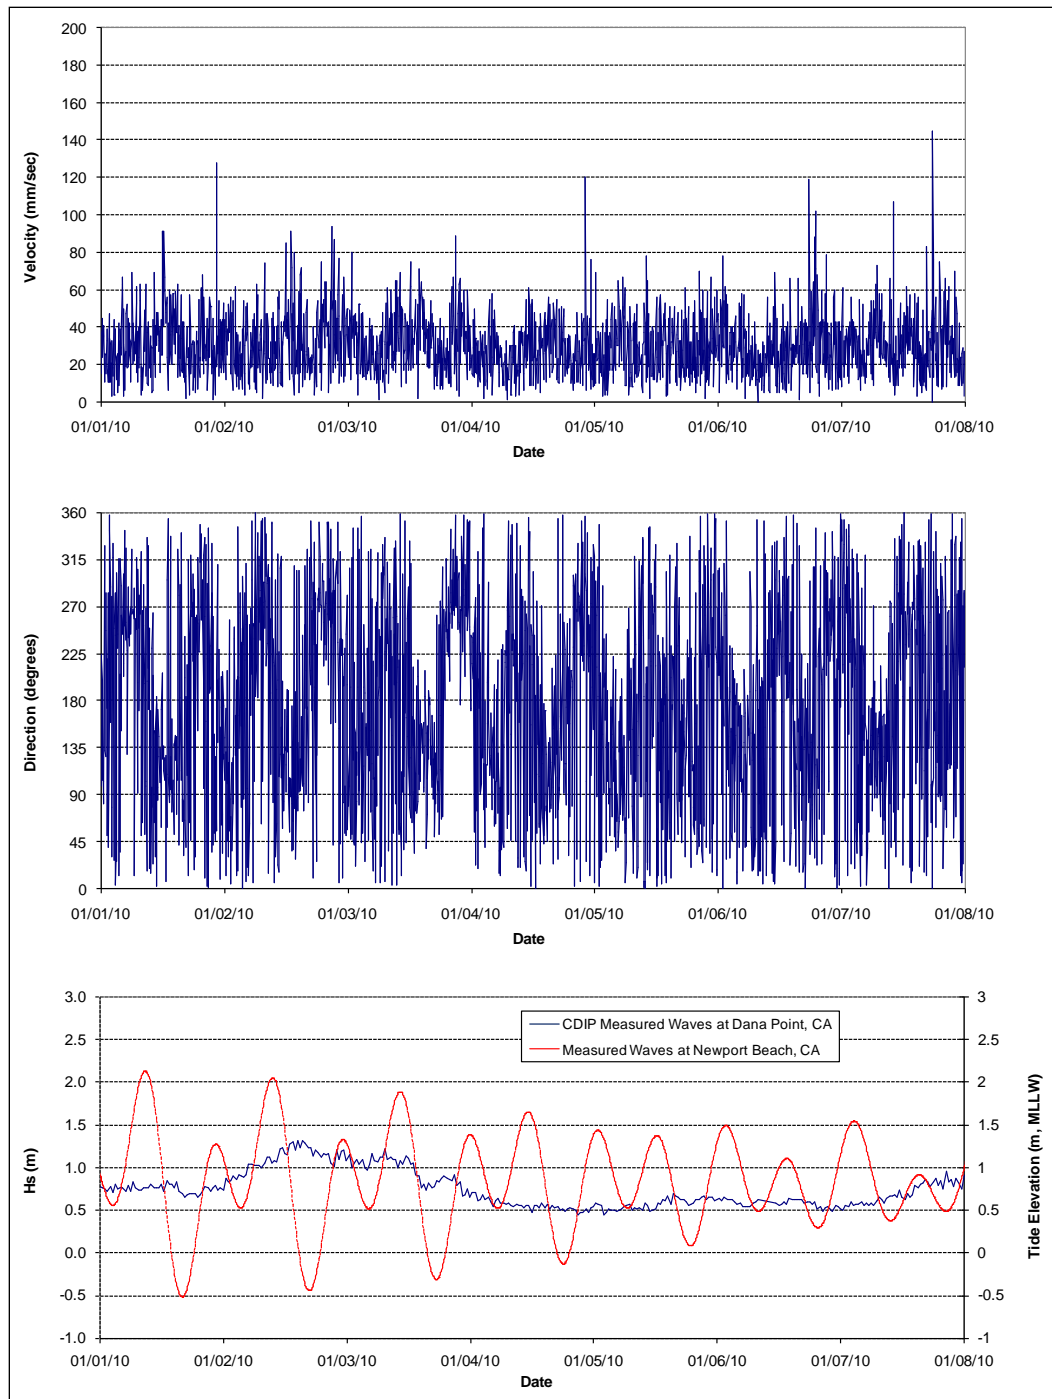 200
180
160
140
120
100
80
60
40
20
0
Velocity (mm/sec)
01/01/10 01/02/10 01/03/10 01/04/10 01/05/10 01/06/10 01/07/10 01/08/10
Date
360
315
270
225
180
135
90
45
0
Direction (degrees)
01/01/10 01/02/10 01/03/10 01/04/10 01/05/10 01/06/10 01/07/10 01/08/10
Date
3.0 3
2.5 2.5
2.0 2
1.5 1.5
1.0 1
0.5 0.5
0.0 0
-0.5 -0.5
-1.0 -1
Hs (m)
Tide Elevation (m, MLLW)
CDIP Measured Waves at Dana Point, CA
Measured Waves at Newport Beach, CA
01/01/10 01/02/10 01/03/10 01/04/10 01/05/10 01/06/10 01/07/10 01/08/10
Date